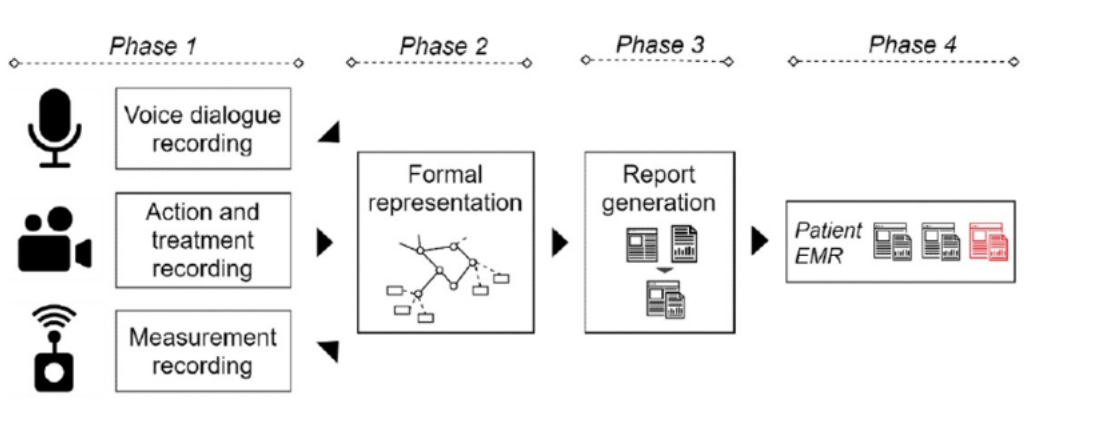 Phase 1
Phase 2
Phase 3
Phase 4
Voice dialogue
recording
Action and
treatment
recording
Measurement
recording
Formal
representation
Report
generation
Patient
EMR